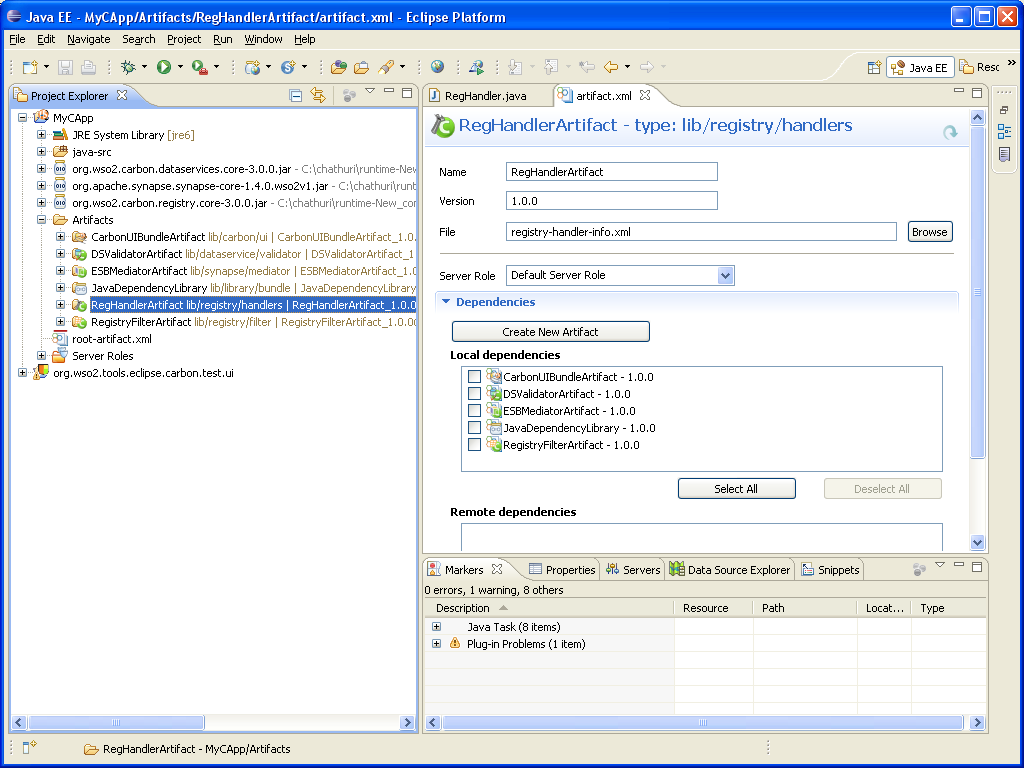 Java EE - MyCApp/Artifacts/RegHandlerArtifact/artifact.xml - Eclipse Platform
File Edit Navigate Search Project Run Window Help
Java EE Resc
Project Explorer
MyCApp
JRE System Library [jre6]
java-src
org.wso2.carbon.dataservices.core-3.0.0.jar - C:\chathuri\runtime-New
org.apache.synapse.synapse-core-1.4.0.wso2v1.jar - C:\chathuri\runt
org.wso2.carbon.registry.core-3.0.0.jar - C:\chathuri\runtime-New_con
Artifacts
CarbonUIBundleArtifact lib/carbon/ui | CarbonUIBundleArtifact_1.0.
DSValidatorArtifact lib/dataservice/validator | DSValidatorArtifact_1
ESBMediatorArtifact lib/synapse/mediator | ESBMediatorArtifact_1.0
JavaDependencyLibrary lib/library/bundle | JavaDependencyLibrary_
RegHandlerArtifact lib/registry/handlers | RegHandlerArtifact_1.0.0
RegistryFilterArtifact lib/registry/filter | RegistryFilterArtifact_1.0.00
root-artifact.xml
Server Roles
org.wso2.tools.eclipse.carbon.test.ui
RegHandler.java artifact.xml
RegHandlerArtifact - type: lib/registry/handlers
Name RegHandlerArtifact
Version 1.0.0
File registry-handler-info.xml Browse
Server Role Default Server Role
Dependencies
Create New Artifact
Local dependencies
CarbonUIBundleArtifact - 1.0.0
DSValidatorArtifact - 1.0.0
ESBMediatorArtifact - 1.0.0
JavaDependencyLibrary - 1.0.0
RegistryFilterArtifact - 1.0.0
Select All Deselect All
Remote dependencies
Markers Properties Servers Data Source Explorer Snippets
0 errors, 1 warning, 8 others
Description Resource Path Locat... Type
Java Task (8 items)
Plug-in Problems (1 item)
RegHandlerArtifact - MyCApp/Artifacts